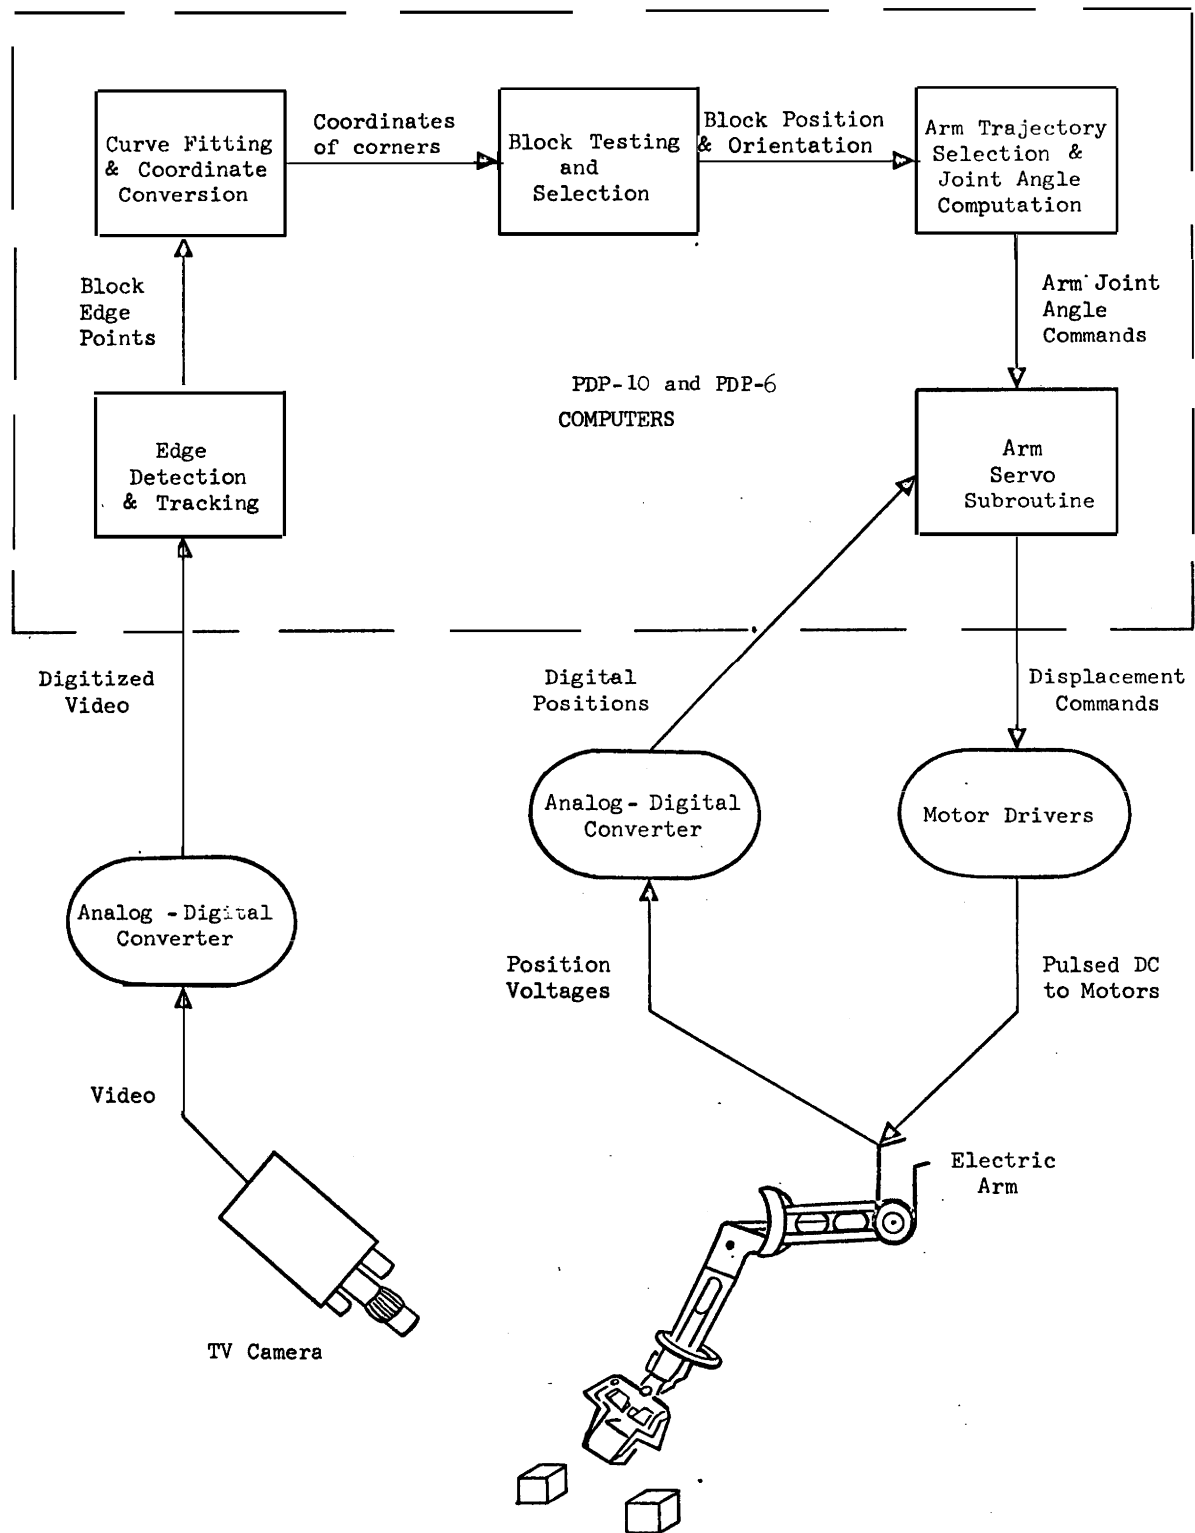 Curve Fitting
& Coordinate
Conversion
Coordinates
of corners
Block Testing
and
Selection
Block Position
& Orientation
Arm Trajectory
Selection &
Joint Angle
Computation
Block
Edge
Points
Arm Joint
Angle
Commands
PDP-10 and PDP-6
COMPUTERS
Edge
Detection
& Tracking
Arm
Servo
Subroutine
Digitized
Video
Digital
Positions
Displacement
Commands
Analog-Digital
Converter
Motor Drivers
Analog -Digital
Converter
Position
Voltages
Pulsed DC
to Motors
Video
Electric
Arm
TV Camera